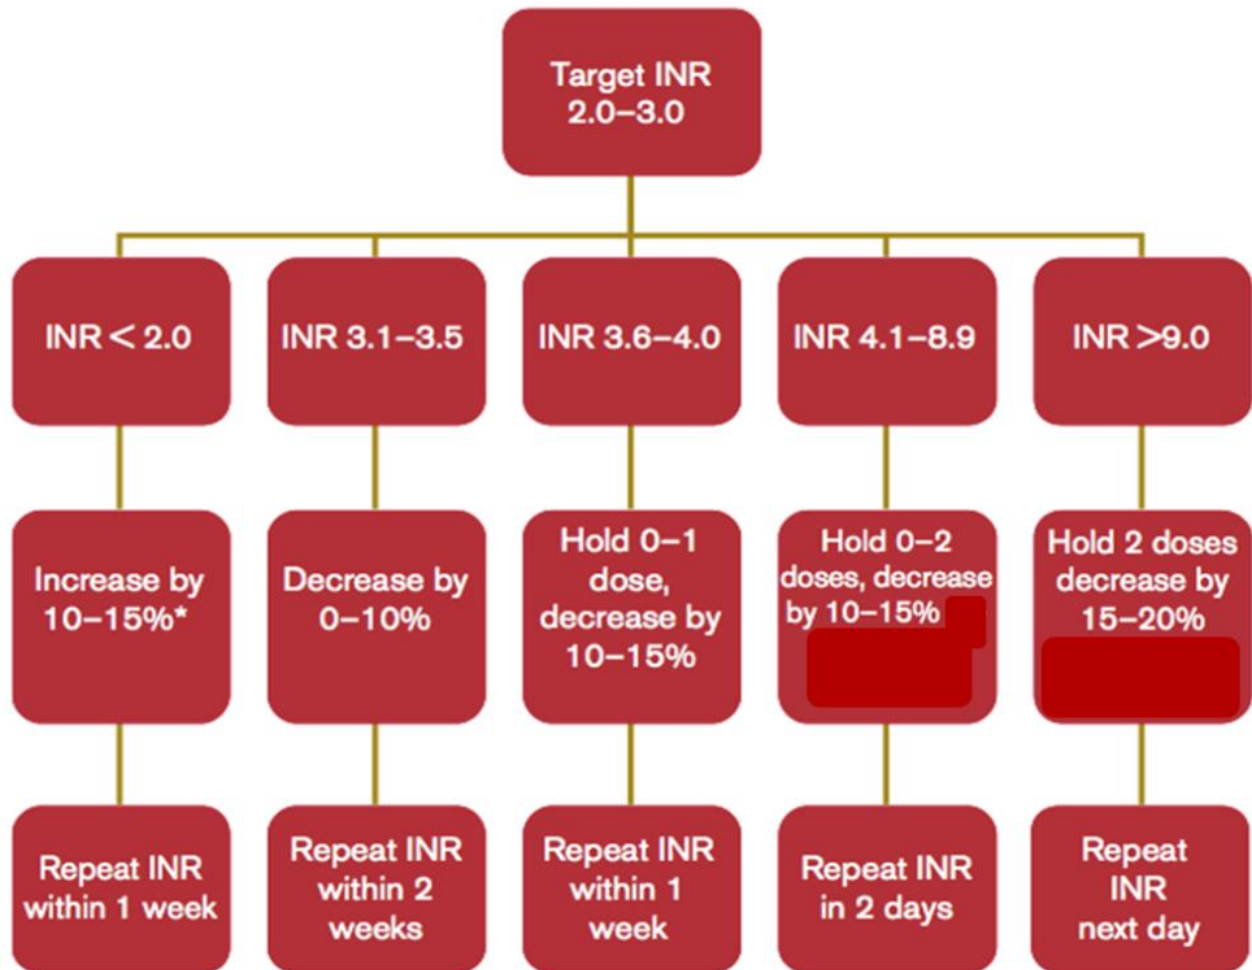 Target INR
2.0–3.0
INR < 2.0
INR 3.1–3.5
INR 3.6–4.0
INR 4.1–8.9
INR >9.0
Increase by
10–15%*
Decrease by
0–10%
Hold 0–1
dose,
decrease by
10–15%
Hold 0–2
doses, decrease
by 10–15%
Hold 2 doses
decrease by
15–20%
Repeat INR
within 1 week
Repeat INR
within 2
weeks
Repeat INR
within 1
week
Repeat INR
in 2 days
Repeat
INR
next day